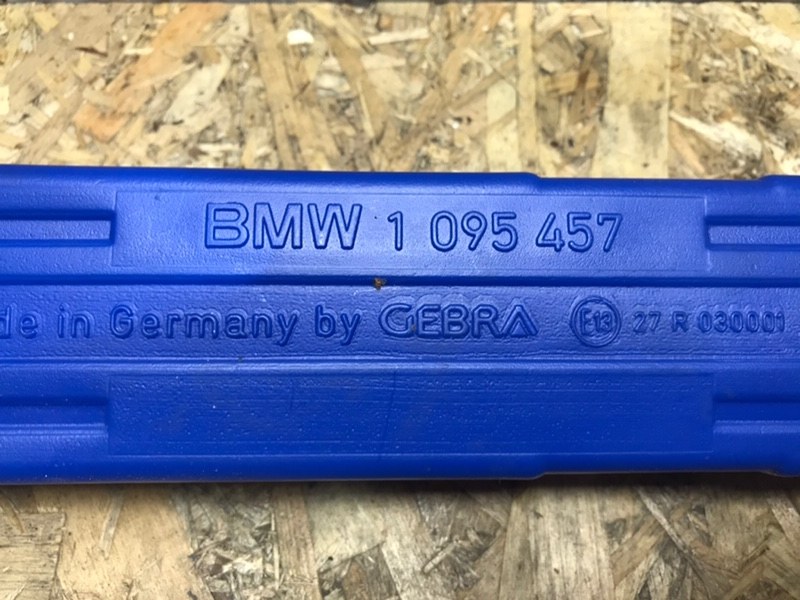 BMW 1 095 457
de in Germany by GEBRA E13 27 R 030001